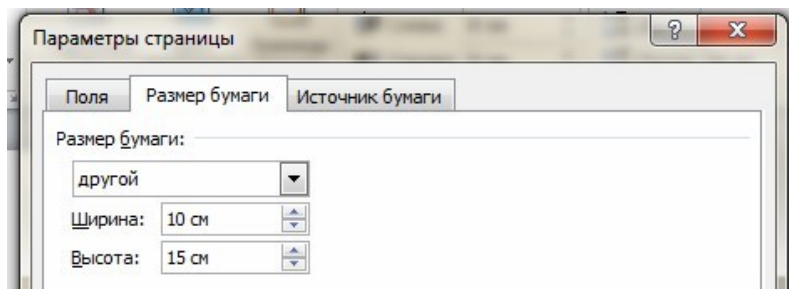 Параметры страницы
Поля Размер бумаги Источник бумаги
Размер бумаги:
другой
Ширина: 10 см
Высота: 15 см